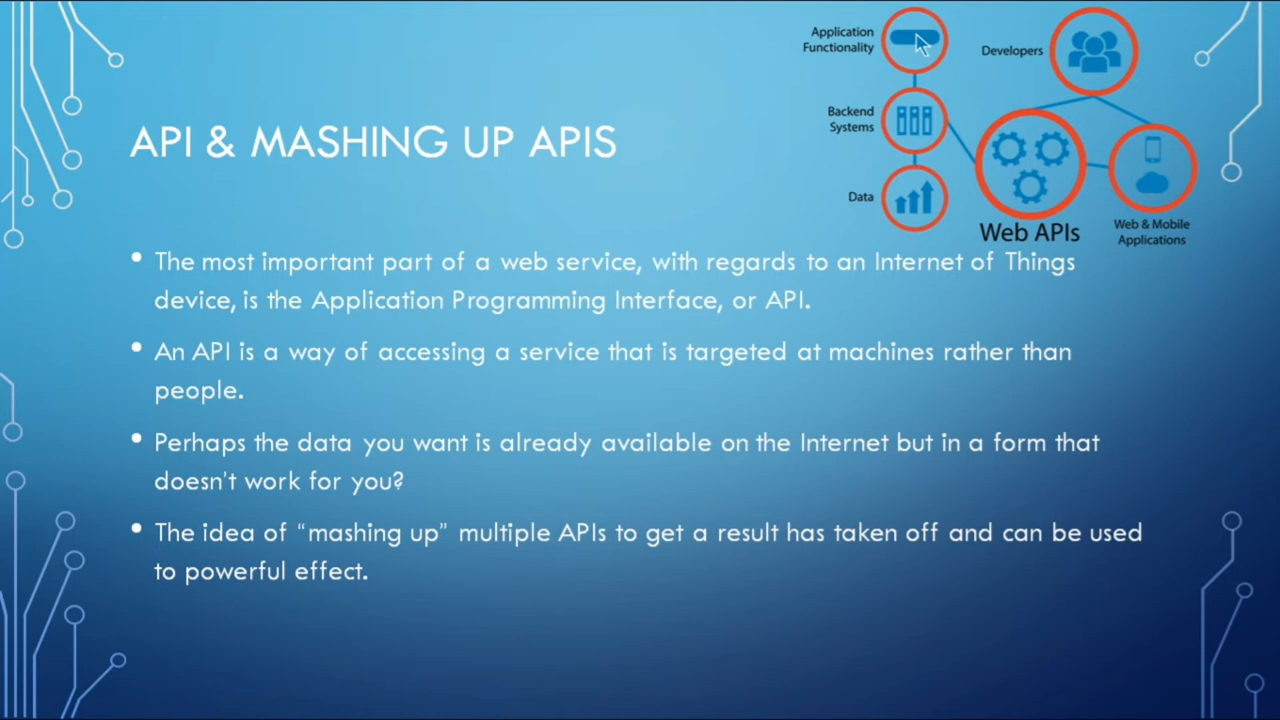 Application
Functionality
Developers
Backend
Systems
API & MASHING UP APIS
Data
Web APIs
Web & Mobile
Applications
• The most important part of a web service, with regards to an Internet of Things
device, is the Application Programming Interface, or API.
• An API is a way of accessing a service that is targeted at machines rather than
people.
• Perhaps the data you want is already available on the Internet but in a form that
doesn't work for you?
• The idea of “mashing up” multiple APIs to get a result has taken off and can be used
to powerful effect.